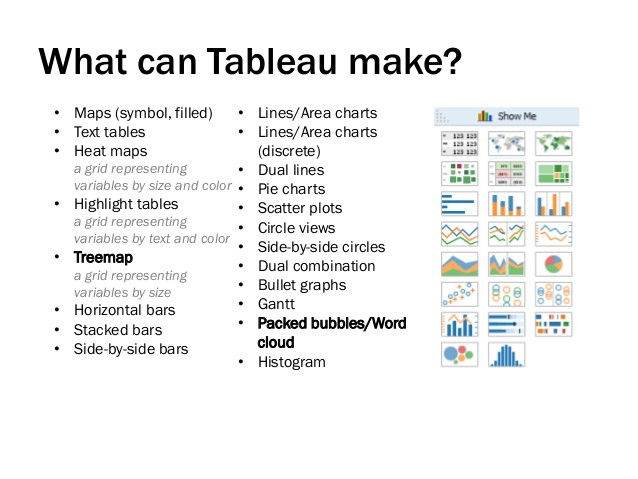 What can Tableau make?
• Maps (symbol, filled)
• Text tables
• Heat maps
a grid representing
variables by size and color
• Highlight tables
a grid representing
variables by text and color
• Treemap
a grid representing
variables by size
• Horizontal bars
• Stacked bars
• Side-by-side bars
• Lines/Area charts
• Lines/Area charts
(discrete)
• Dual lines
• Pie charts
• Scatter plots
• Circle views
• Side-by-side circles
• Dual combination
• Bullet graphs
• Gantt
• Packed bubbles/Word
cloud
• Histogram
Show Me
123 123
123 123
123 123